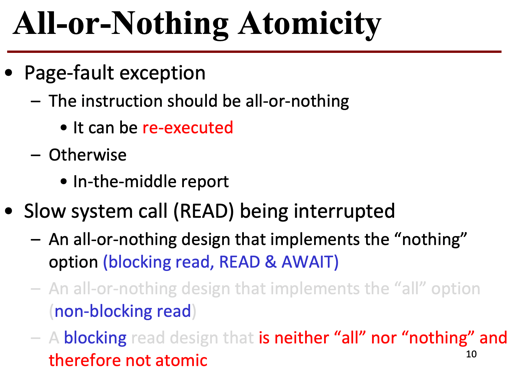 All-or-Nothing Atomicity
• Page-fault exception
– The instruction should be all-or-nothing
• It can be re-executed
– Otherwise
• In-the-middle report
• Slow system call (READ) being interrupted
– An all-or-nothing design that implements the “nothing”
option (blocking read, READ & AWAIT)
– An all-or-nothing design that implements the “all” option
(non-blocking read)
– A blocking read design that is neither “all” nor “nothing” and
therefore not atomic
10